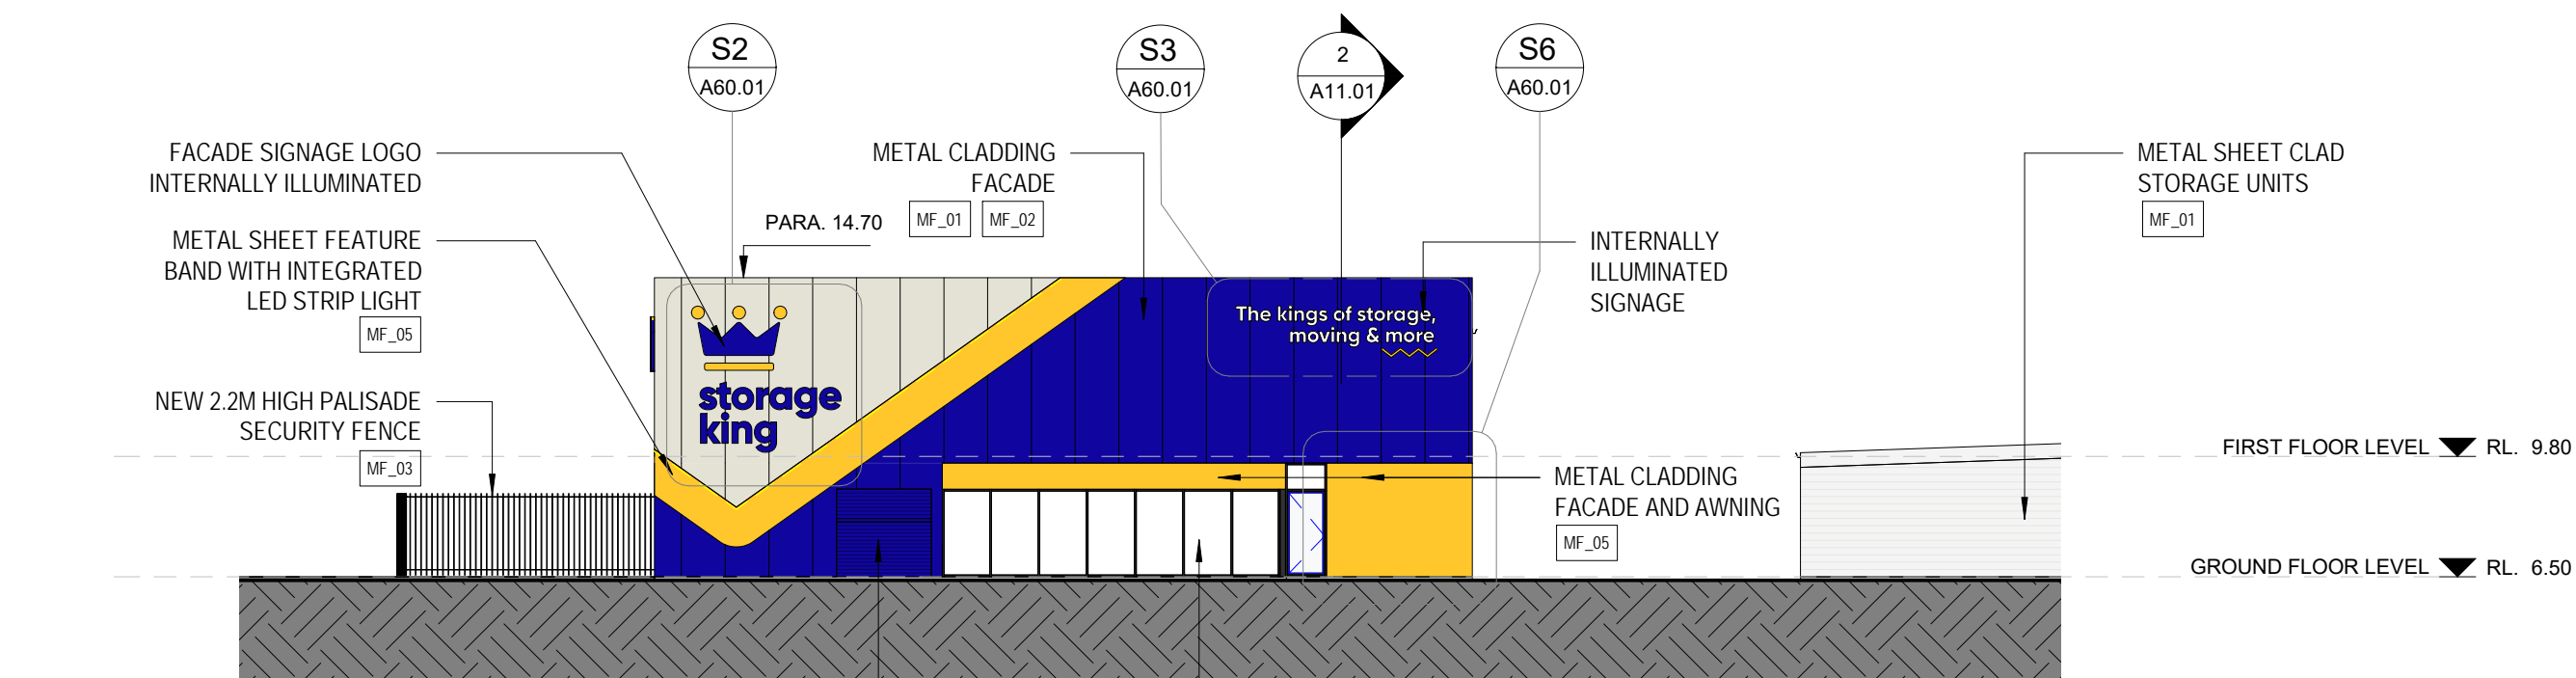 S2
A60.01
S3
A60.01
2
A11.01
S6
A60.01
FACADE SIGNAGE LOGO
INTERNALLY ILLUMINATED
METAL CLADDING
FACADE
MF_01 MF_02
METAL SHEET CLAD
STORAGE UNITS
MF_01
PARA. 14.70
METAL SHEET FEATURE
BAND WITH INTEGRATED
LED STRIP LIGHT
MF_05
INTERNALLY
ILLUMINATED
SIGNAGE
The kings of storage,
moving & more
storage
king
NEW 2.2M HIGH PALISADE
SECURITY FENCE
MF_03
FIRST FLOOR LEVEL RL. 9.80
METAL CLADDING
FACADE AND AWNING
MF_05
GROUND FLOOR LEVEL RL. 6.50